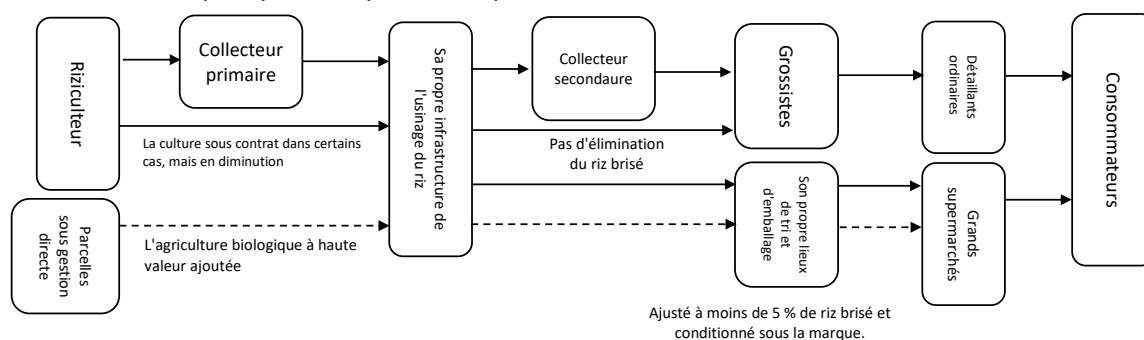 Riziculteur
Collecteur
primaire
Sa propre infrastructure de
l'usinage du riz
Collecteur
secondaure
Grossistes
Détaillants
ordinaires
Consommateurs
La culture sous contrat dans certains
cas, mais en diminution
Pas d'élimination
du riz brisé
Parcelles
sous gestion
directe
L'agriculture biologique à haute
valeur ajoutée
Son propre lieux
de tri et
d'emballage
Grands
supermarchés
Ajusté à moins de 5 % de riz brisé et
conditionné sous la marque.